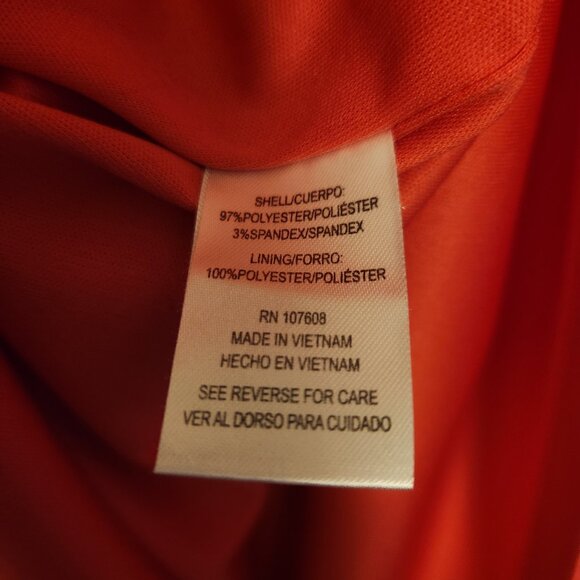 SHELL/CUERPO:
97%POLYESTER/POLIÉSTER
3%SPANDEX/SPANDEX
LINING/FORRO:
100%POLYESTER/POLIÉSTER
RN 107608
MADE IN VIETNAM
HECHO EN VIETNAM
SEE REVERSE FOR CARE
VER AL DORSO PARA CUIDADO